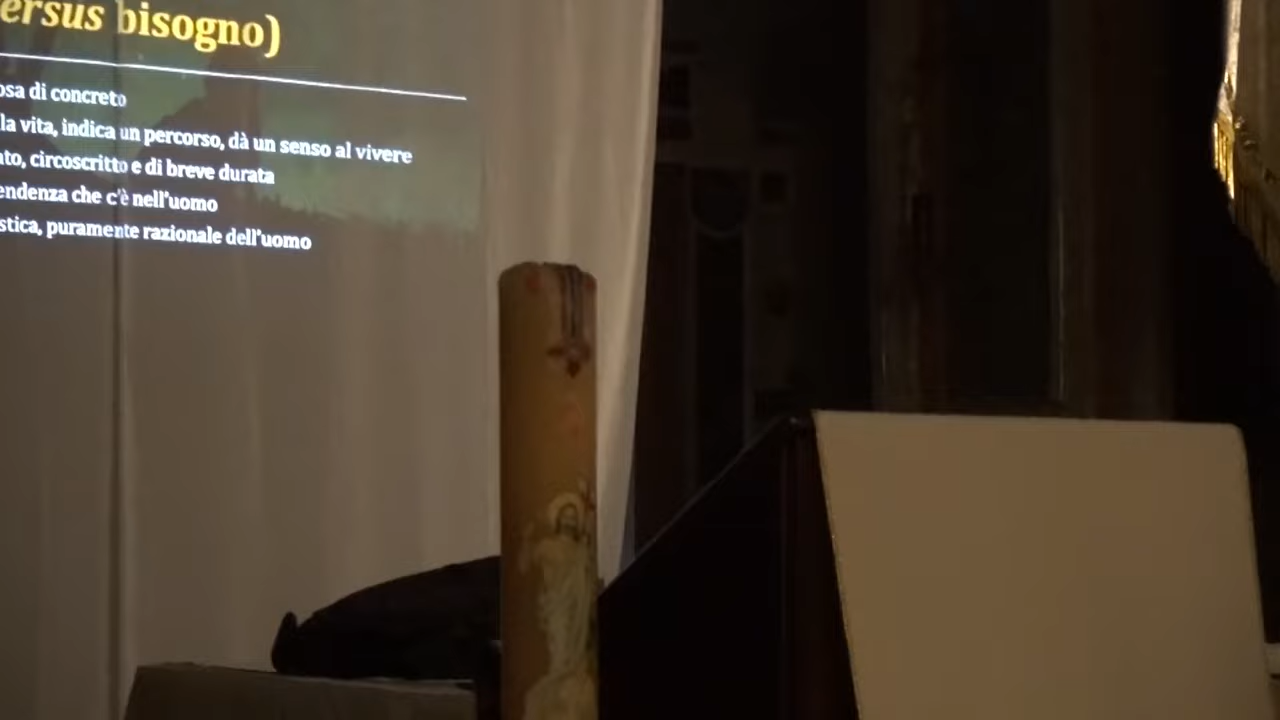 ersus bisogno)
osa di concreto
la vita, indica un percorso, dà un senso al vivere
ato, circoscritto e di breve durata
endenza che c'è nell'uomo
stica, puramente razionale dell'uomo